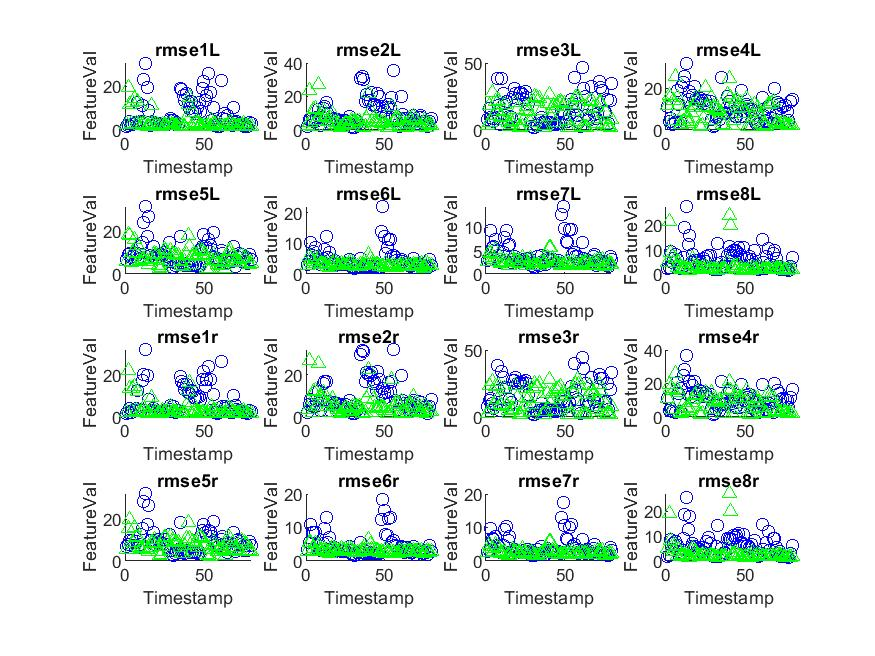 rmse1L rmse2L rmse3L rmse4L
FeatureVal 20 0 FeatureVal 40 20 0 FeatureVal 50 0 FeatureVal 20 0
0 50 0 50 0 50 0 50
Timestamp Timestamp Timestamp Timestamp
rmse5L rmse6L rmse7L rmse8L
FeatureVal 20 0 FeatureVal 20 10 0 FeatureVal 10 5 0 FeatureVal 20 10 0
0 50 0 50 0 50 0 50
Timestamp Timestamp Timestamp Timestamp
rmse1r rmse2r rmse3r rmse4r
FeatureVal 20 0 FeatureVal 20 0 FeatureVal 50 0 FeatureVal 40 20 0
0 50 0 50 0 50 0 50
Timestamp Timestamp Timestamp Timestamp
rmse5r rmse6r rmse7r rmse8r
FeatureVal 20 0 FeatureVal 20 10 0 FeatureVal 20 10 0 FeatureVal 20 10 0
0 50 0 50 0 50 0 50
Timestamp Timestamp Timestamp Timestamp